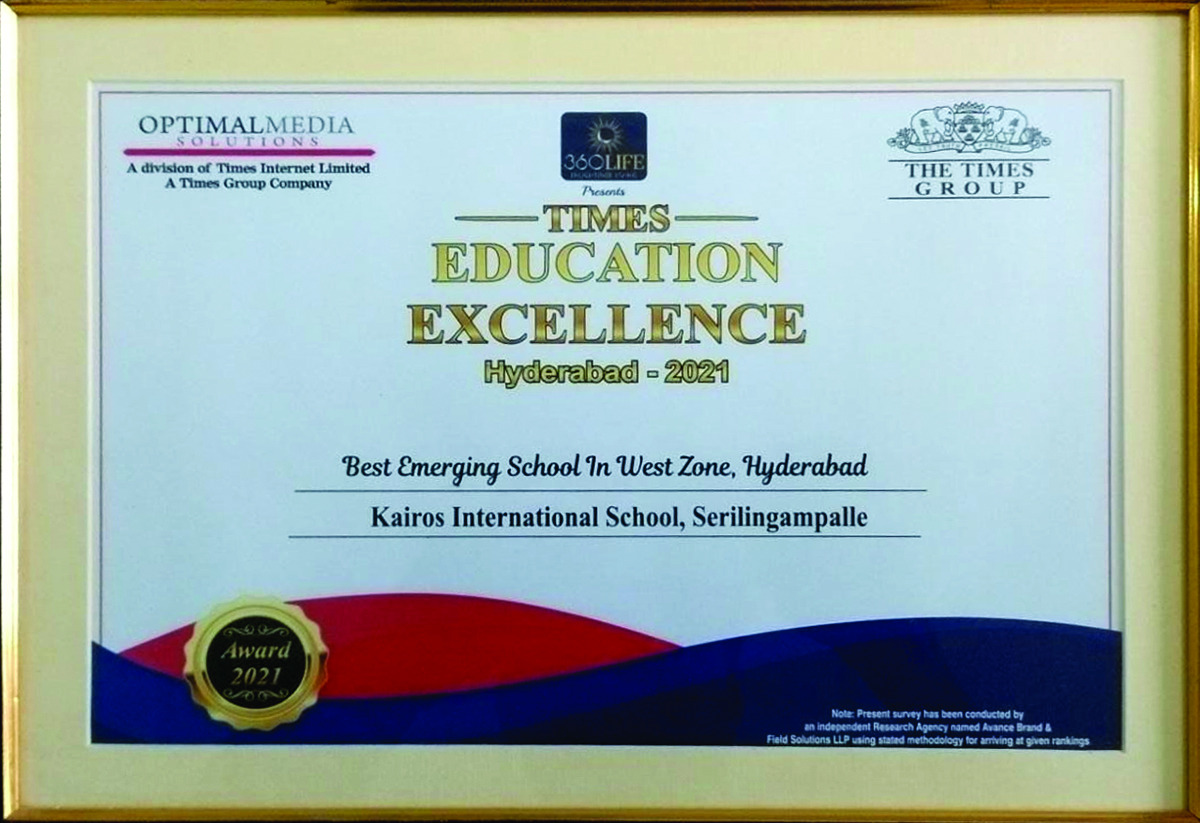 OPTIMALMEDIA
SOLUTIONS
A division of Times Internet Limited
A Times Group Company
360LIFE
Presents
THE TIMES
GROUP
TIMES
EDUCATION
EXCELLENCE
Hyderabad - 2021
Best Emerging School In West Zone, Hyderabad
Kairos International School, Serilingampalle
Award
2021
Note: Present survey has been conducted by
an independent Research Agency named Avance Brand &
Field Solutions LLP using stated methodology for arriving at given rankings